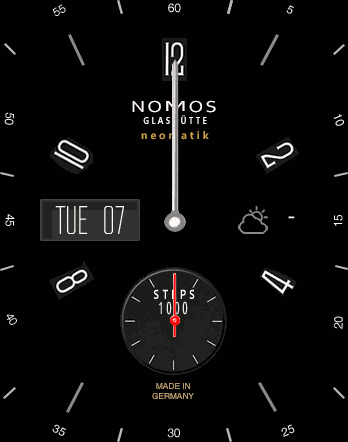 55 60 5
12
NOMOS
GLASHÜTTE
neomatik
50 10 2 10
45 TUE 07 - 15
40 8 4 20
STEPS
1000
MADE IN
GERMANY
35 30 25